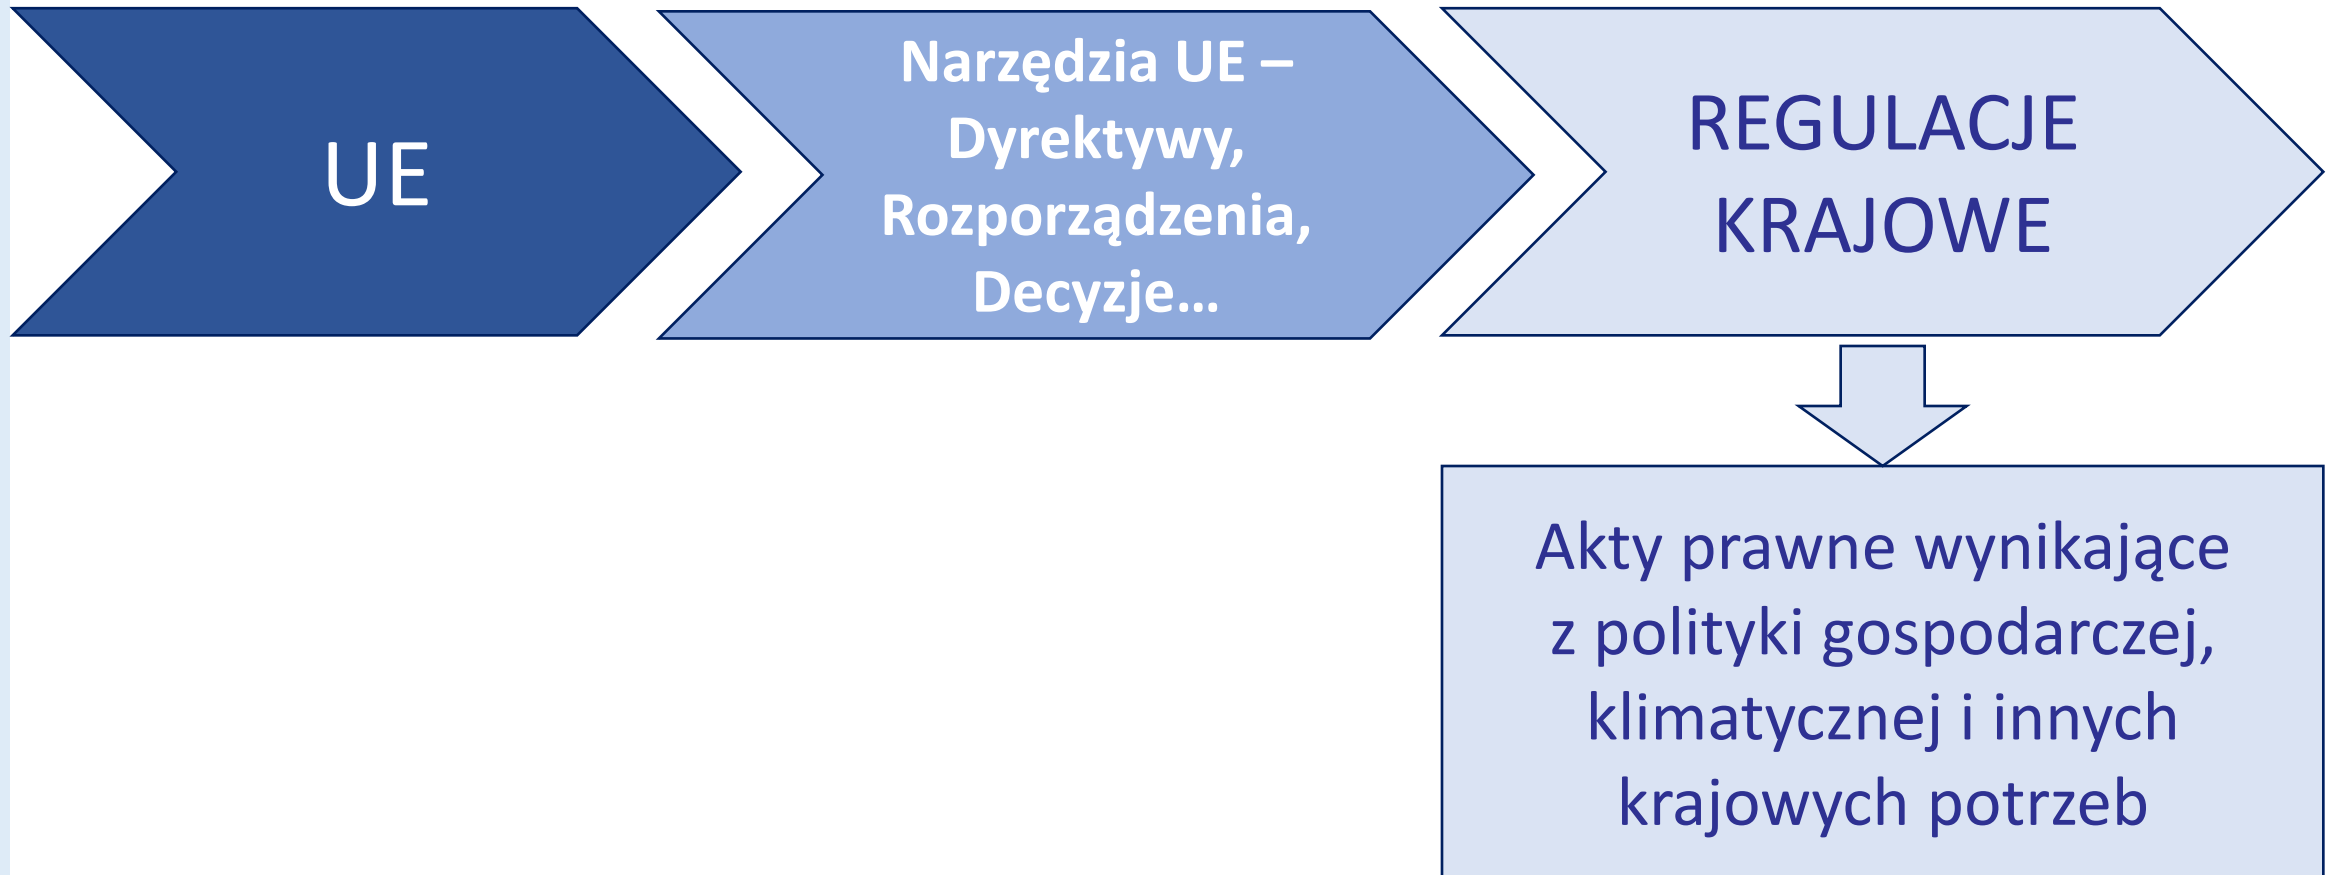 UE
Narzędzia UE –
Dyrektywy,
Rozporządzenia,
Decyzje…
REGULACJE
KRAJOWE
Akty prawne wynikające
z polityki gospodarczej,
klimatycznej i innych
krajowych potrzeb